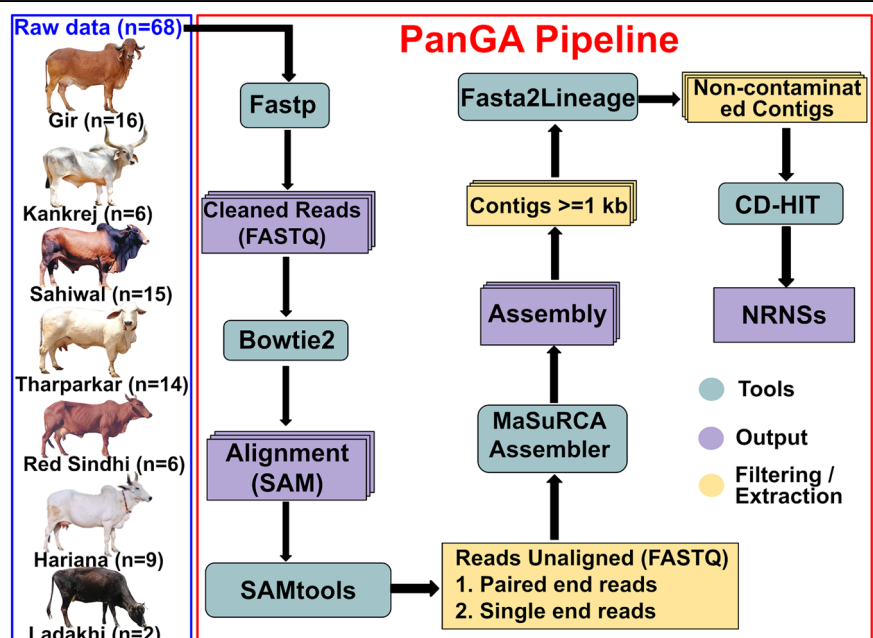 Raw data (n=68)
Gir (n=16)
Kankrej (n=6)
Sahiwal (n=15)
Tharparkar (n=14)
Red Sindhi (n=6)
Hariana (n=9)
Ladakhi (n=2)
PanGA Pipeline
Fastp
Cleaned Reads
(FASTQ)
Bowtie2
Alignment
(SAM)
SAMtools
Reads Unaligned (FASTQ)
1. Paired end reads
2. Single end reads
MaSuRCA
Assembler
Assembly
Contigs >=1 kb
Fasta2Lineage
Non-contaminat
ed Contigs
CD-HIT
NRNSs
Tools
Output
Filtering /
Extraction